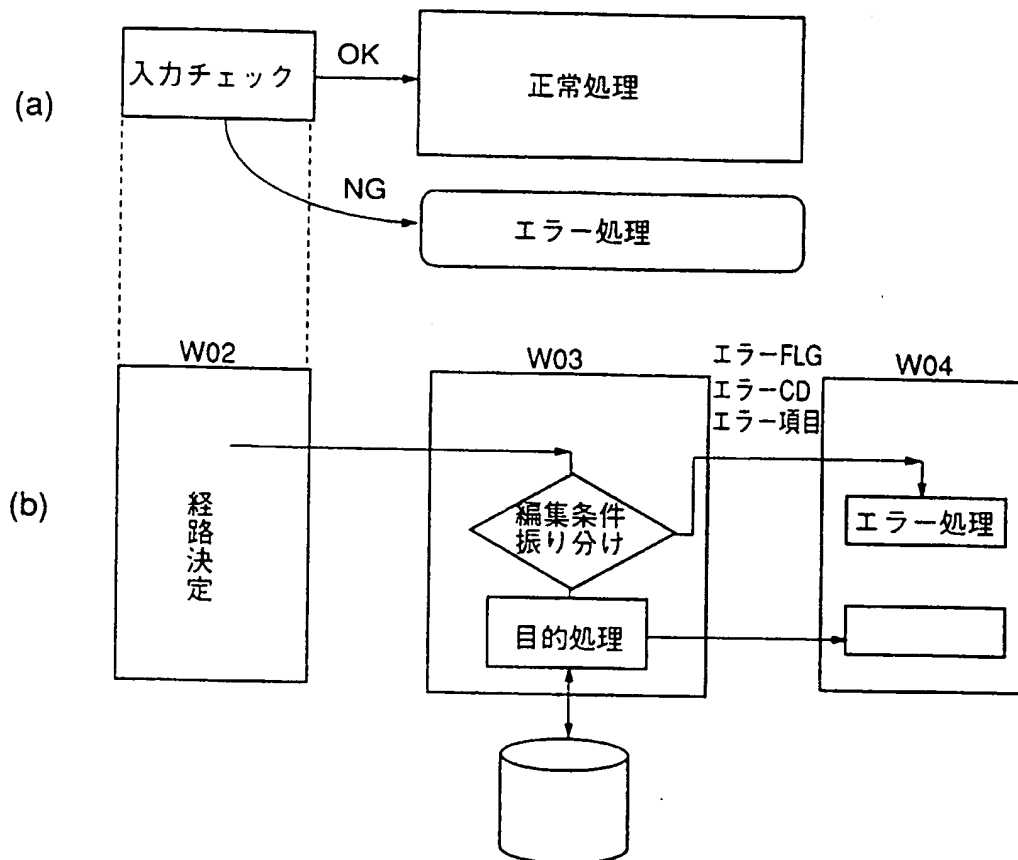 (a)
入力チェック
OK
正常処理
NG
エラー処理
(b)
W02
経路決定
W03
編集条件
振り分け
目的処理
エラーFLG
エラーCD
エラー項目
W04
エラー処理